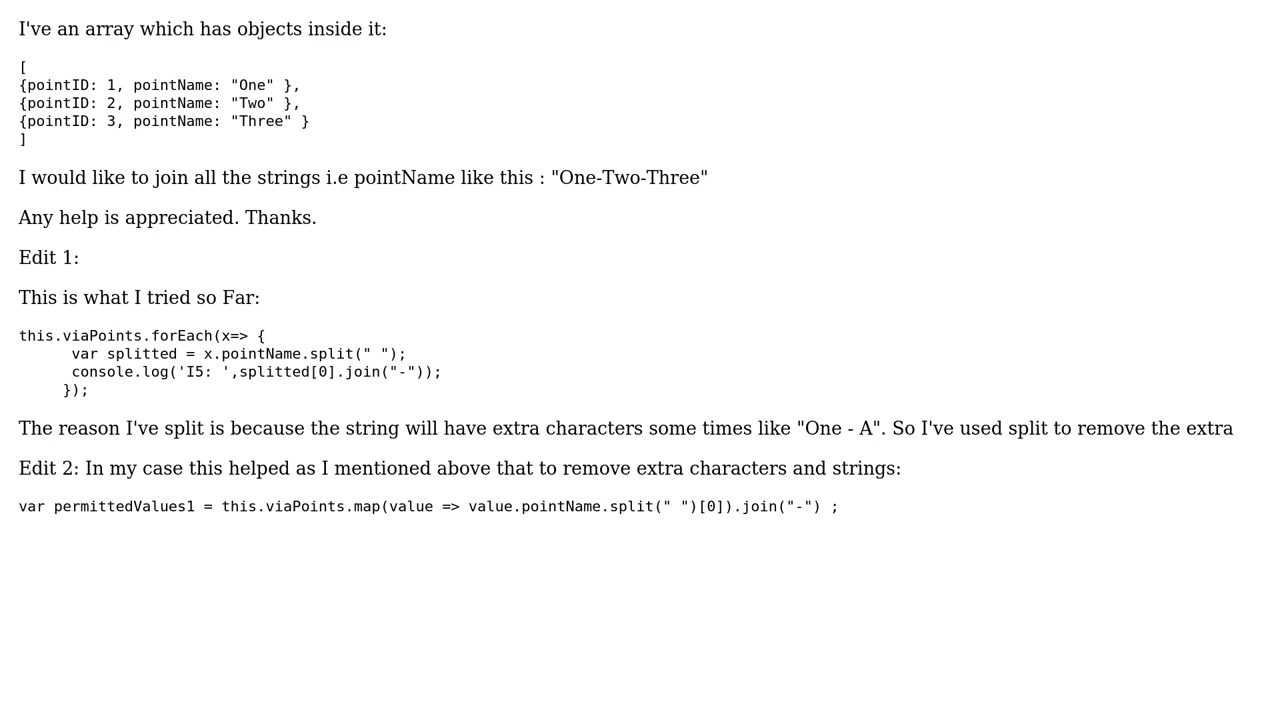 I've an array which has objects inside it:
[
{pointID: 1, pointName: "One" },
{pointID: 2, pointName: "Two" },
{pointID: 3, pointName: "Three" }
]
I would like to join all the strings i.e pointName like this : "One-Two-Three"
Any help is appreciated. Thanks.
Edit 1:
This is what I tried so Far:
this.viaPoints.forEach(x=> {
      var splitted = x.pointName.split(" ");
      console.log('I5: ',splitted[0].join("-"));
     });
The reason I've split is because the string will have extra characters some times like "One - A". So I've used split to remove the extra
Edit 2: In my case this helped as I mentioned above that to remove extra characters and strings:
var permittedValues1 = this.viaPoints.map(value => value.pointName.split(" ")[0]).join("-") ;